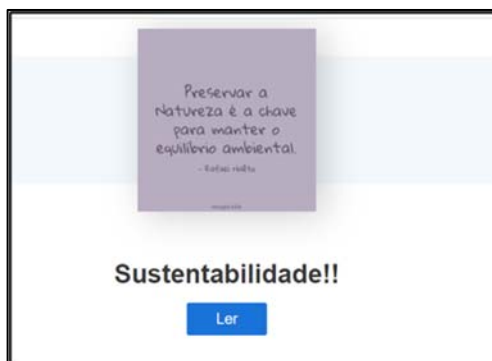 Preservar a
Natureza é a chave
para manter o
equilíbrio ambiental.
Sustentabilidade!!
Ler